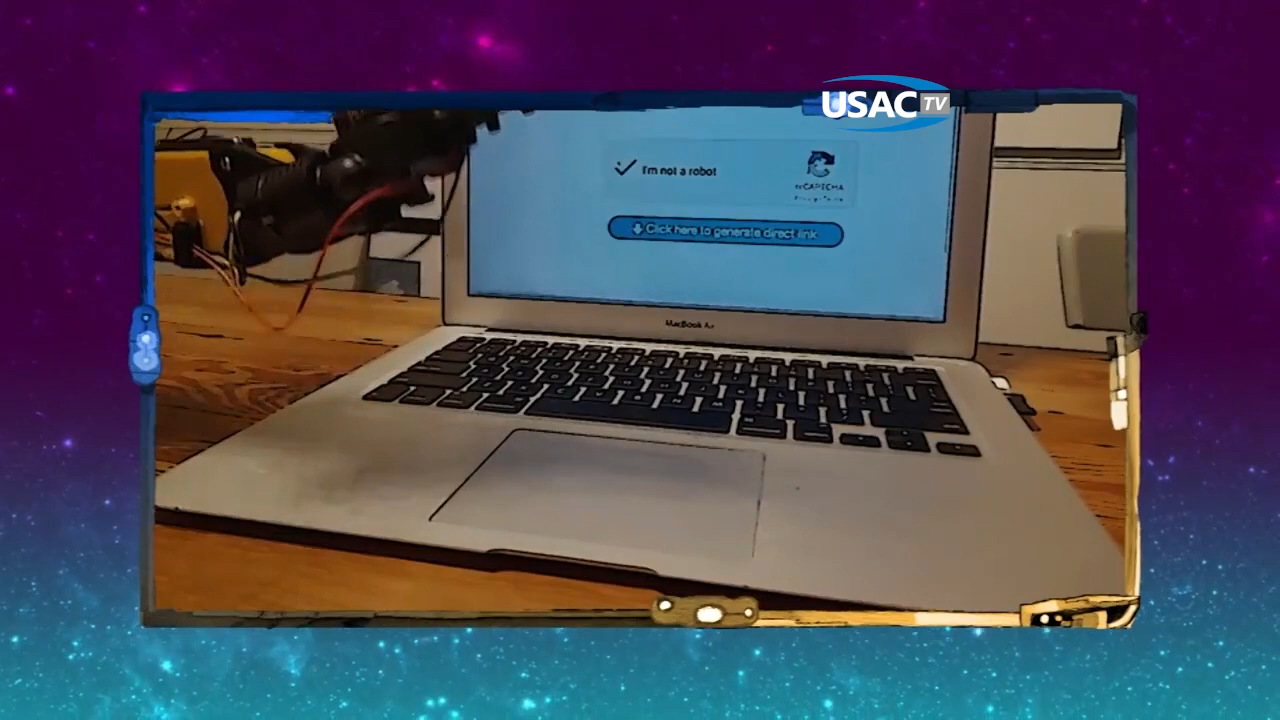 USAC TV
I'm not a robot
reCAPTCHA
Click here to generate direct link
MacBook Air